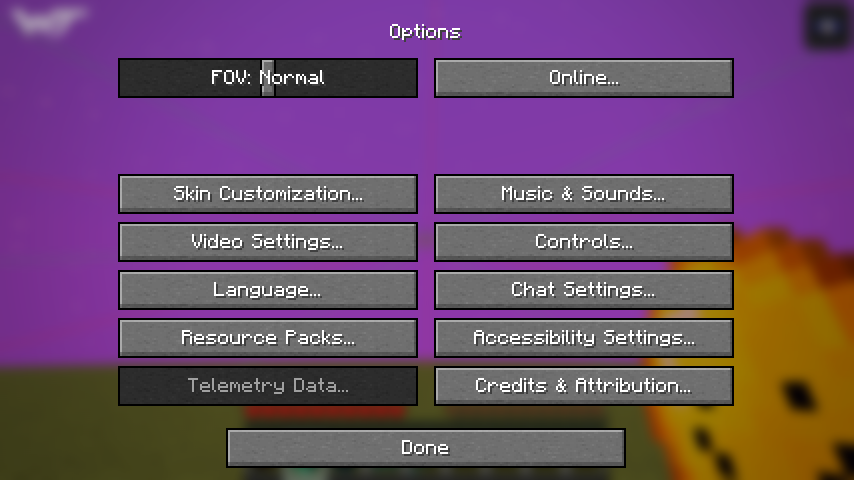 Options
FOV: Normal
Online...
Skin Customization...
Music & Sounds...
Video Settings...
Controls...
Language...
Chat Settings...
Resource Packs...
Accessibility Settings...
Telemetry Data...
Credits & Attribution...
Done